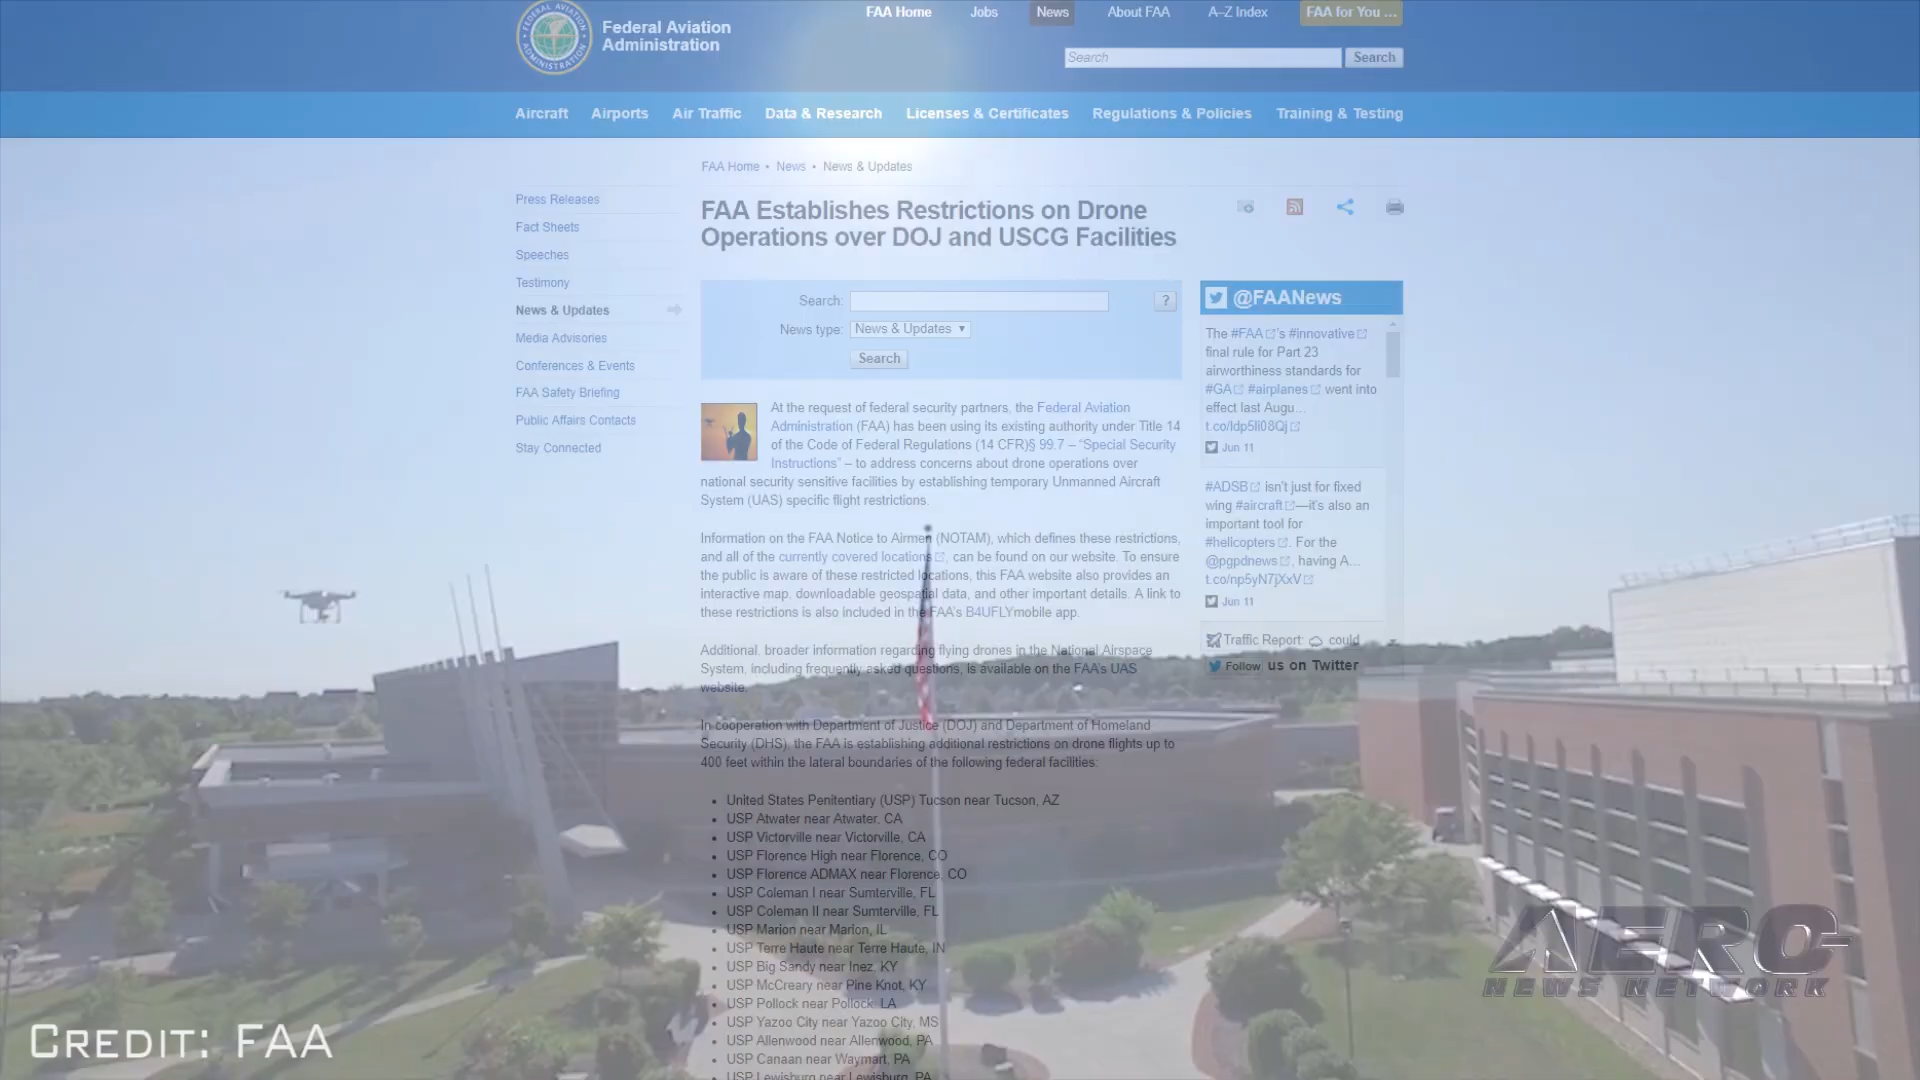 Federal Aviation
Administration
FAA Home
Jobs
News
About FAA
A–Z Index
FAA for You ...
Search
Search
Aircraft
Airports
Air Traffic
Data & Research
Licenses & Certificates
Regulations & Policies
Training & Testing
FAA Home • News • News & Updates
Press Releases
Fact Sheets
Speeches
Testimony
News & Updates
Media Advisories
Conferences & Events
FAA Safety Briefing
Public Affairs Contacts
Stay Connected
FAA Establishes Restrictions on Drone
Operations over DOJ and USCG Facilities
Search:
?
News type: News & Updates
Search
At the request of federal security partners, the Federal Aviation
Administration (FAA) has been using its existing authority under Title 14
of the Code of Federal Regulations (14 CFR)§ 99.7 – “Special Security
Instructions” – to address concerns about drone operations over
national security sensitive facilities by establishing temporary Unmanned Aircraft
System (UAS) specific flight restrictions.
Information on the FAA Notice to Airmen (NOTAM), which defines these restrictions,
and all of the currently covered locations, can be found on our website. To ensure
the public is aware of these restricted locations, this FAA website also provides an
interactive map, downloadable geospatial data, and other important details. A link to
these restrictions is also included in the FAA's B4UFLYmobile app.
Additional, broader information regarding flying drones in the National Airspace
System, including frequently asked questions, is available on the FAA's UAS
website.
In cooperation with Department of Justice (DOJ) and Department of Homeland
Security (DHS), the FAA is establishing additional restrictions on drone flights up to
400 feet within the lateral boundaries of the following federal facilities:
• United States Penitentiary (USP) Tucson near Tucson, AZ
• USP Atwater near Atwater, CA
• USP Victorville near Victorville, CA
• USP Florence High near Florence, CO
• USP Florence ADMAX near Florence, CO
• USP Coleman I near Sumterville, FL
• USP Coleman II near Sumterville, FL
• USP Marion near Marion, IL
• USP Terre Haute near Terre Haute, IN
• USP Big Sandy near Inez, KY
• USP McCreary near Pine Knot, KY
• USP Pollock near Pollock, LA
• USP Yazoo City near Yazoo City, MS
• USP Allenwood near Allenwood, PA
• USP Canaan near Waymart, PA
• USP Lewisburg near Lewisburg, PA
@FAANews
The #FAA's #innovative
final rule for Part 23
airworthiness standards for
#GA #airplanes went into
effect last Augu…
Jun 11
#ADSB isn't just for fixed
wing #aircraft—it's also an
important tool for
#helicopters. For the
@pgpdnews, having A…
t.co/np5yN7jXxV
Jun 11
Traffic Report: could
Follow us on Twitter
AERO-
NEWS NETWORK
CREDIT: FAA